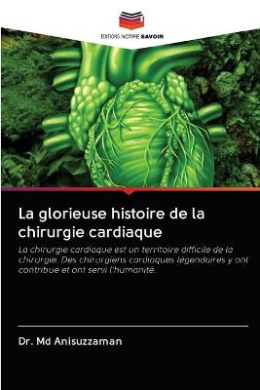 EDITIONS NOTRE SAVOIR
La glorieuse histoire de la
chirurgie cardiaque
La chirurgie cardiaque est un territoire difficile de la
chirurgie. Des chirurgiens cardiaques légendaires y ont
contribué et ont servi l'humanité.
Dr. Md Anisuzzaman